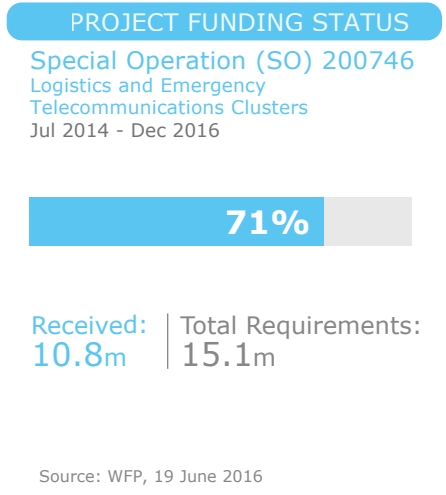 PROJECT FUNDING STATUS
Special Operation (SO) 200746
Logistics and Emergency
Telecommunications Clusters
Jul 2014 - Dec 2016
71%
Received: Total Requirements:
10.8m 15.1m
Source: WFP, 19 June 2016